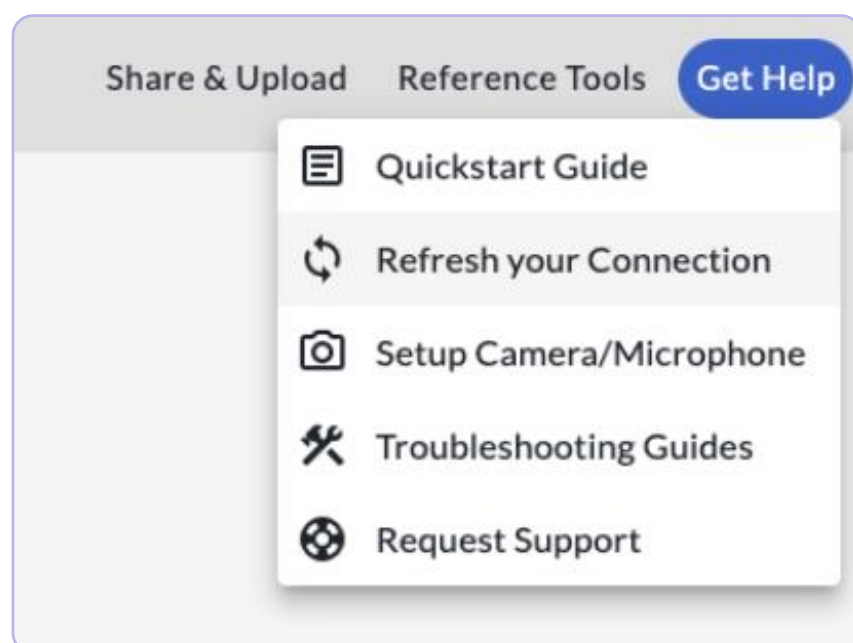 Share & Upload Reference Tools Get Help
Quickstart Guide
Refresh your Connection
Setup Camera/Microphone
Troubleshooting Guides
Request Support